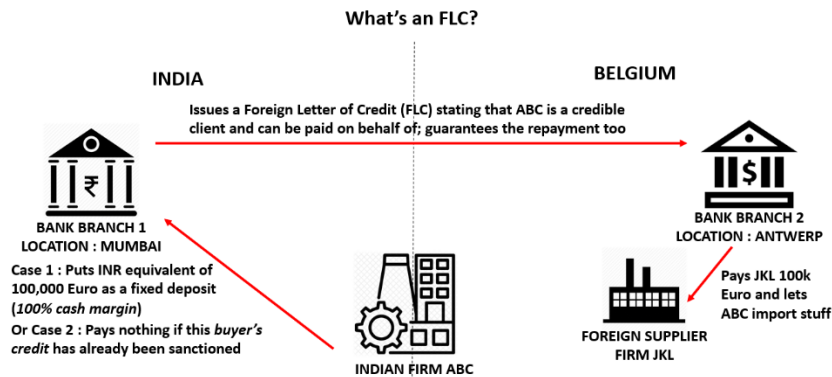 What's an FLC?
INDIA
BELGIUM
Issues a Foreign Letter of Credit (FLC) stating that ABC is a credible
client and can be paid on behalf of; guarantees the repayment too
₹
$
BANK BRANCH 1
LOCATION : MUMBAI
BANK BRANCH 2
LOCATION : ANTWERP
Case 1 : Puts INR equivalent of
100,000 Euro as a fixed deposit
(100% cash margin)
Or Case 2 : Pays nothing if this buyer's
credit has already been sanctioned
Pays JKL 100k
Euro and lets
ABC import stuff
FOREIGN SUPPLIER
FIRM JKL
INDIAN FIRM ABC